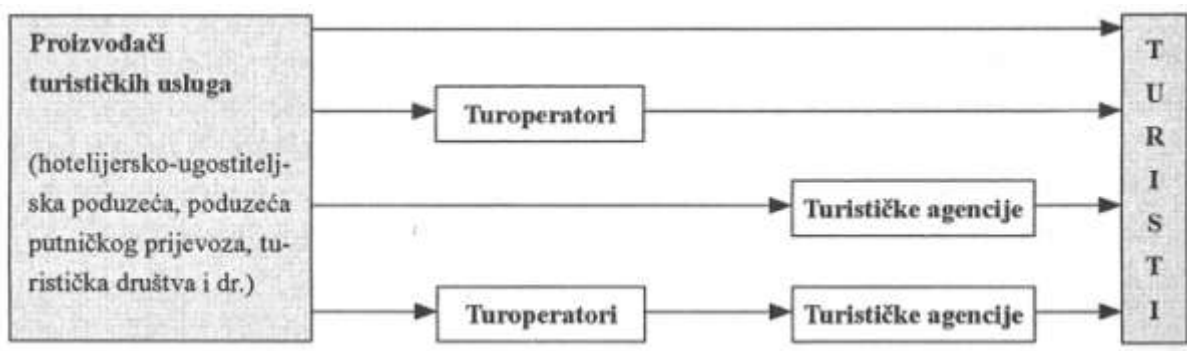 Proizvođači
turističkih usluga
(hotelijersko-ugostitelj-
ska poduzeća, poduzeća
putničkog prijevoza, tu-
ristička društva i dr.)
Turoperatori
Turističke agencije
Turoperatori
Turističke agencije
T
U
R
I
S
T
I